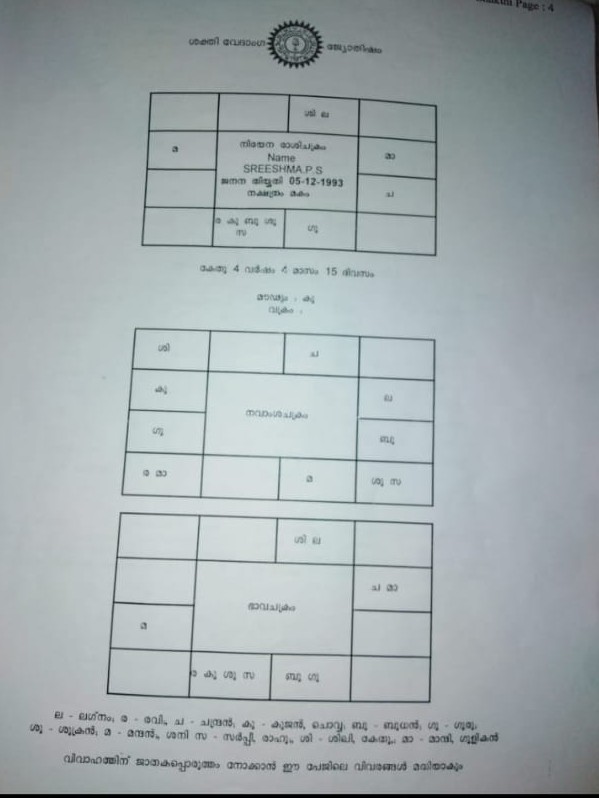 Page : 4
ശക്തി വേദാംഗ ജ്യോതിഷം
ശി ല
മ
നിരയന രാശിചക്രം
Name
SREESHMA.P.S
ജനന തിയ്യതി 05-12-1993
നക്ഷത്രം മകം
മാ
ച
ര കു ബു ശു
സ
ഗു
കേതു 4 വർഷം 4 മാസം 15 ദിവസം
മൗഢ്യം : കു
വക്രം :
ശി
ച
കു
നവാംശചക്രം
ല
ഗു
ബു
ര മാ
മ
ശു സ
ശി ല
ച മാ
ഭാവചക്രം
മ
ര കു ശു സ
ബു ഗു
ല - ലഗ്നം; ര - രവി, ച - ചന്ദ്രൻ; കു - കുജൻ, ചൊവ്വ; ബു - ബുധൻ; ഗു - ഗുരു;
ശു - ശുക്രൻ; മ - മന്ദൻ, ശനി സ - സർപ്പി, രാഹു, ശി - ശിഖി, കേതു,; മാ - മാന്ദി, ഗുളികൻ
വിവാഹത്തിന് ജാതകപ്പൊരുത്തം നോക്കാൻ ഈ പേജിലെ വിവരങ്ങൾ മതിയാകും